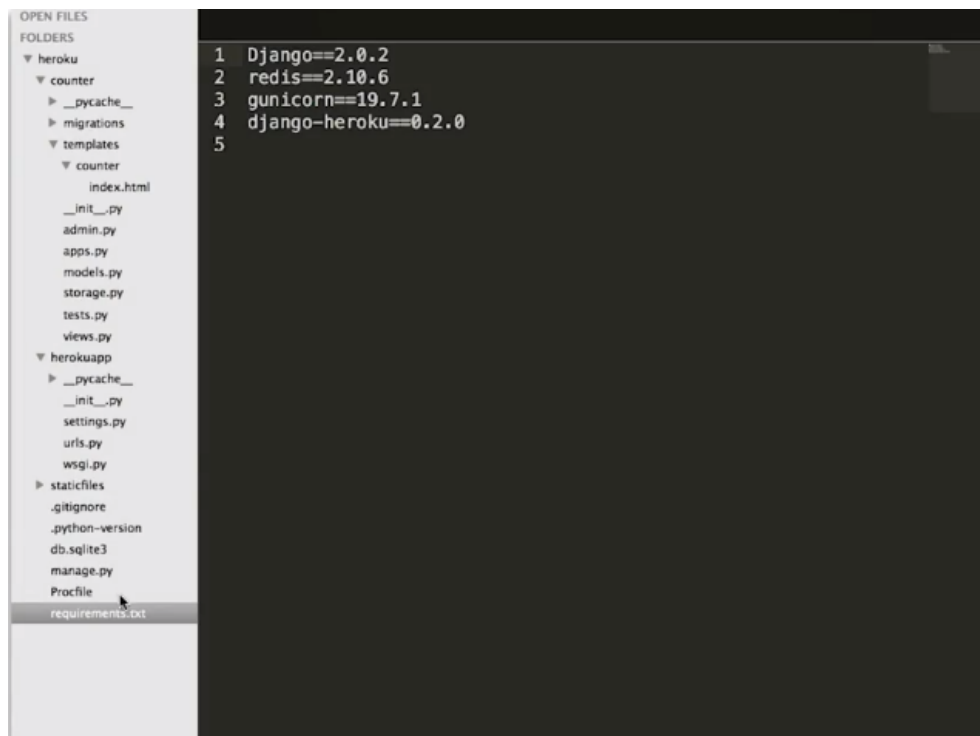 OPEN FILES
FOLDERS
heroku
counter
__pycache__
migrations
templates
counter
index.html
__init__.py
admin.py
apps.py
models.py
storage.py
tests.py
views.py
herokuapp
__pycache__
__init__.py
settings.py
urls.py
wsgi.py
staticfiles
.gitignore
.python-version
db.sqlite3
manage.py
Procfile
requirements.txt
1 Django==2.0.2
2 redis==2.10.6
3 gunicorn==19.7.1
4 django-heroku==0.2.0
5